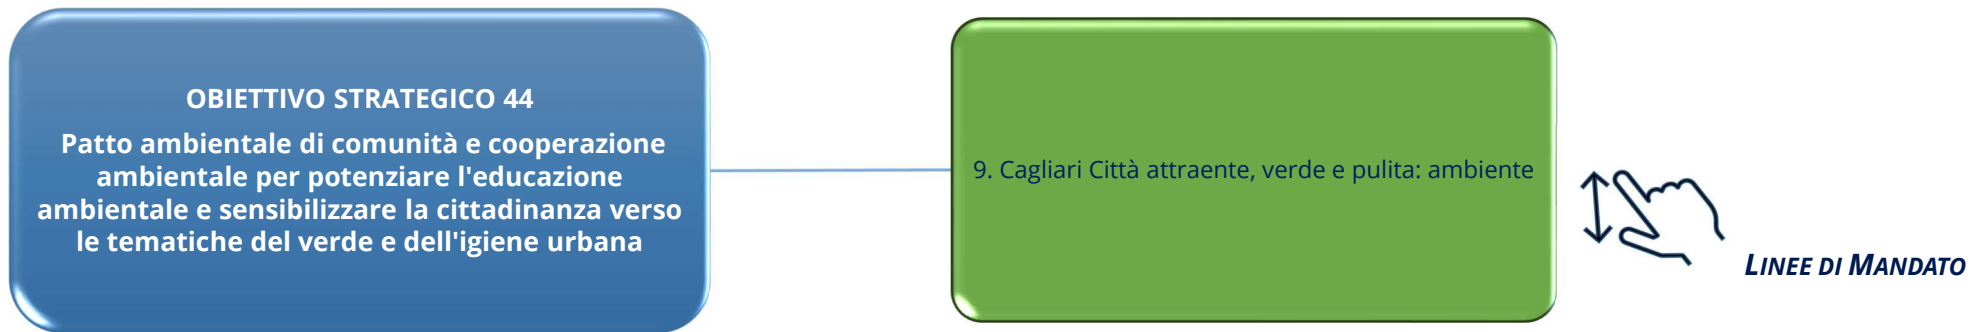 OBIETTIVO STRATEGICO 44
Patto ambientale di comunità e cooperazione
ambientale per potenziare l'educazione
ambientale e sensibilizzare la cittadinanza verso
le tematiche del verde e dell'igiene urbana
9. Cagliari Città attraente, verde e pulita: ambiente
LINEE DI MANDATO